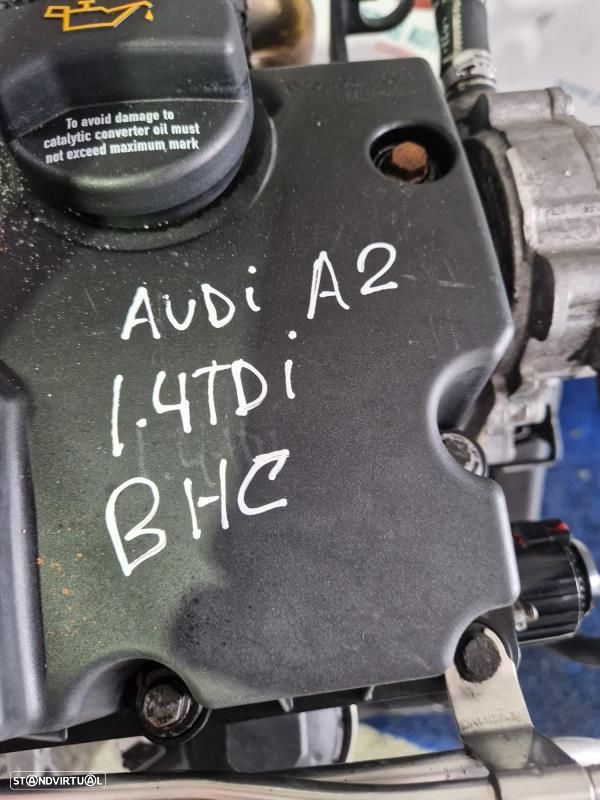 To avoid damage to
catalytic converter oil must
not exceed maximum mark
AUDi A2
1.4TDi
BHC
STANDVIRTUAL